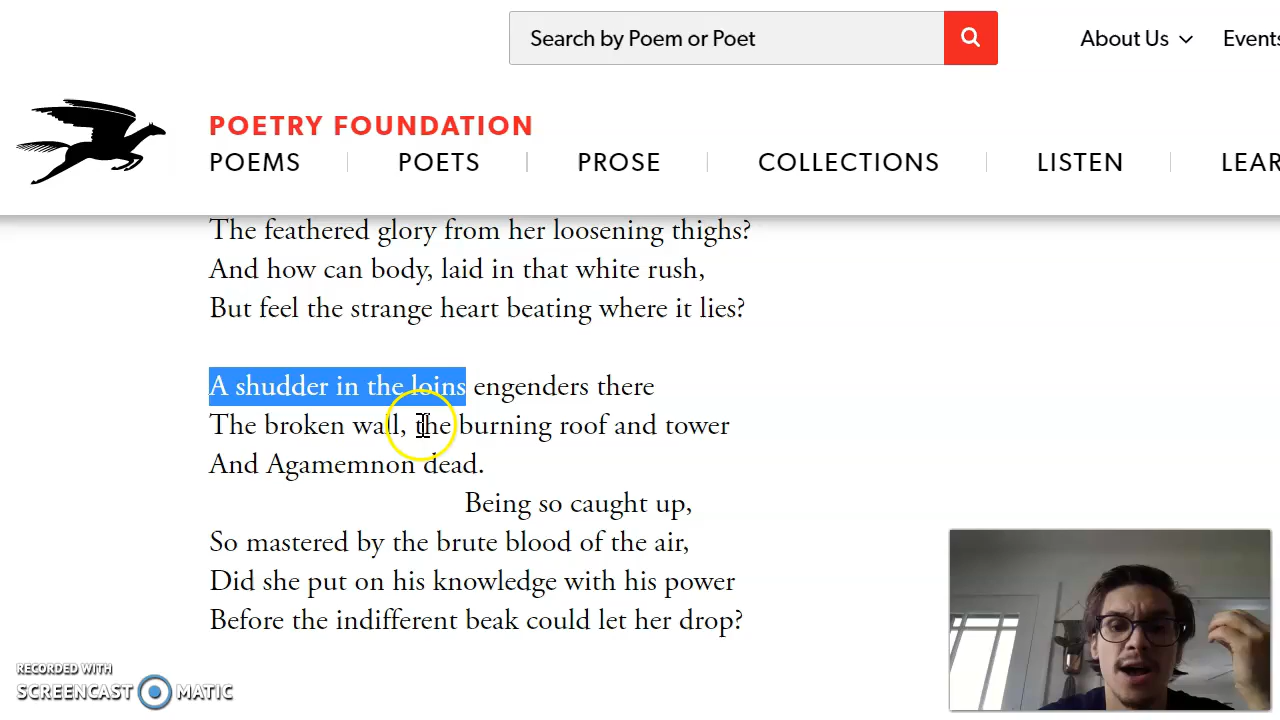 Search by Poem or Poet
About Us
Events
POETRY FOUNDATION
POEMS
POETS
PROSE
COLLECTIONS
LISTEN
LEAR
The feathered glory from her loosening thighs?
And how can body, laid in that white rush,
But feel the strange heart beating where it lies?
A shudder in the loins engenders there
The broken wall, the burning roof and tower
And Agamemnon dead.
Being so caught up,
So mastered by the brute blood of the air,
Did she put on his knowledge with his power
Before the indifferent beak could let her drop?
RECORDED WITH
SCREENCAST MATIC